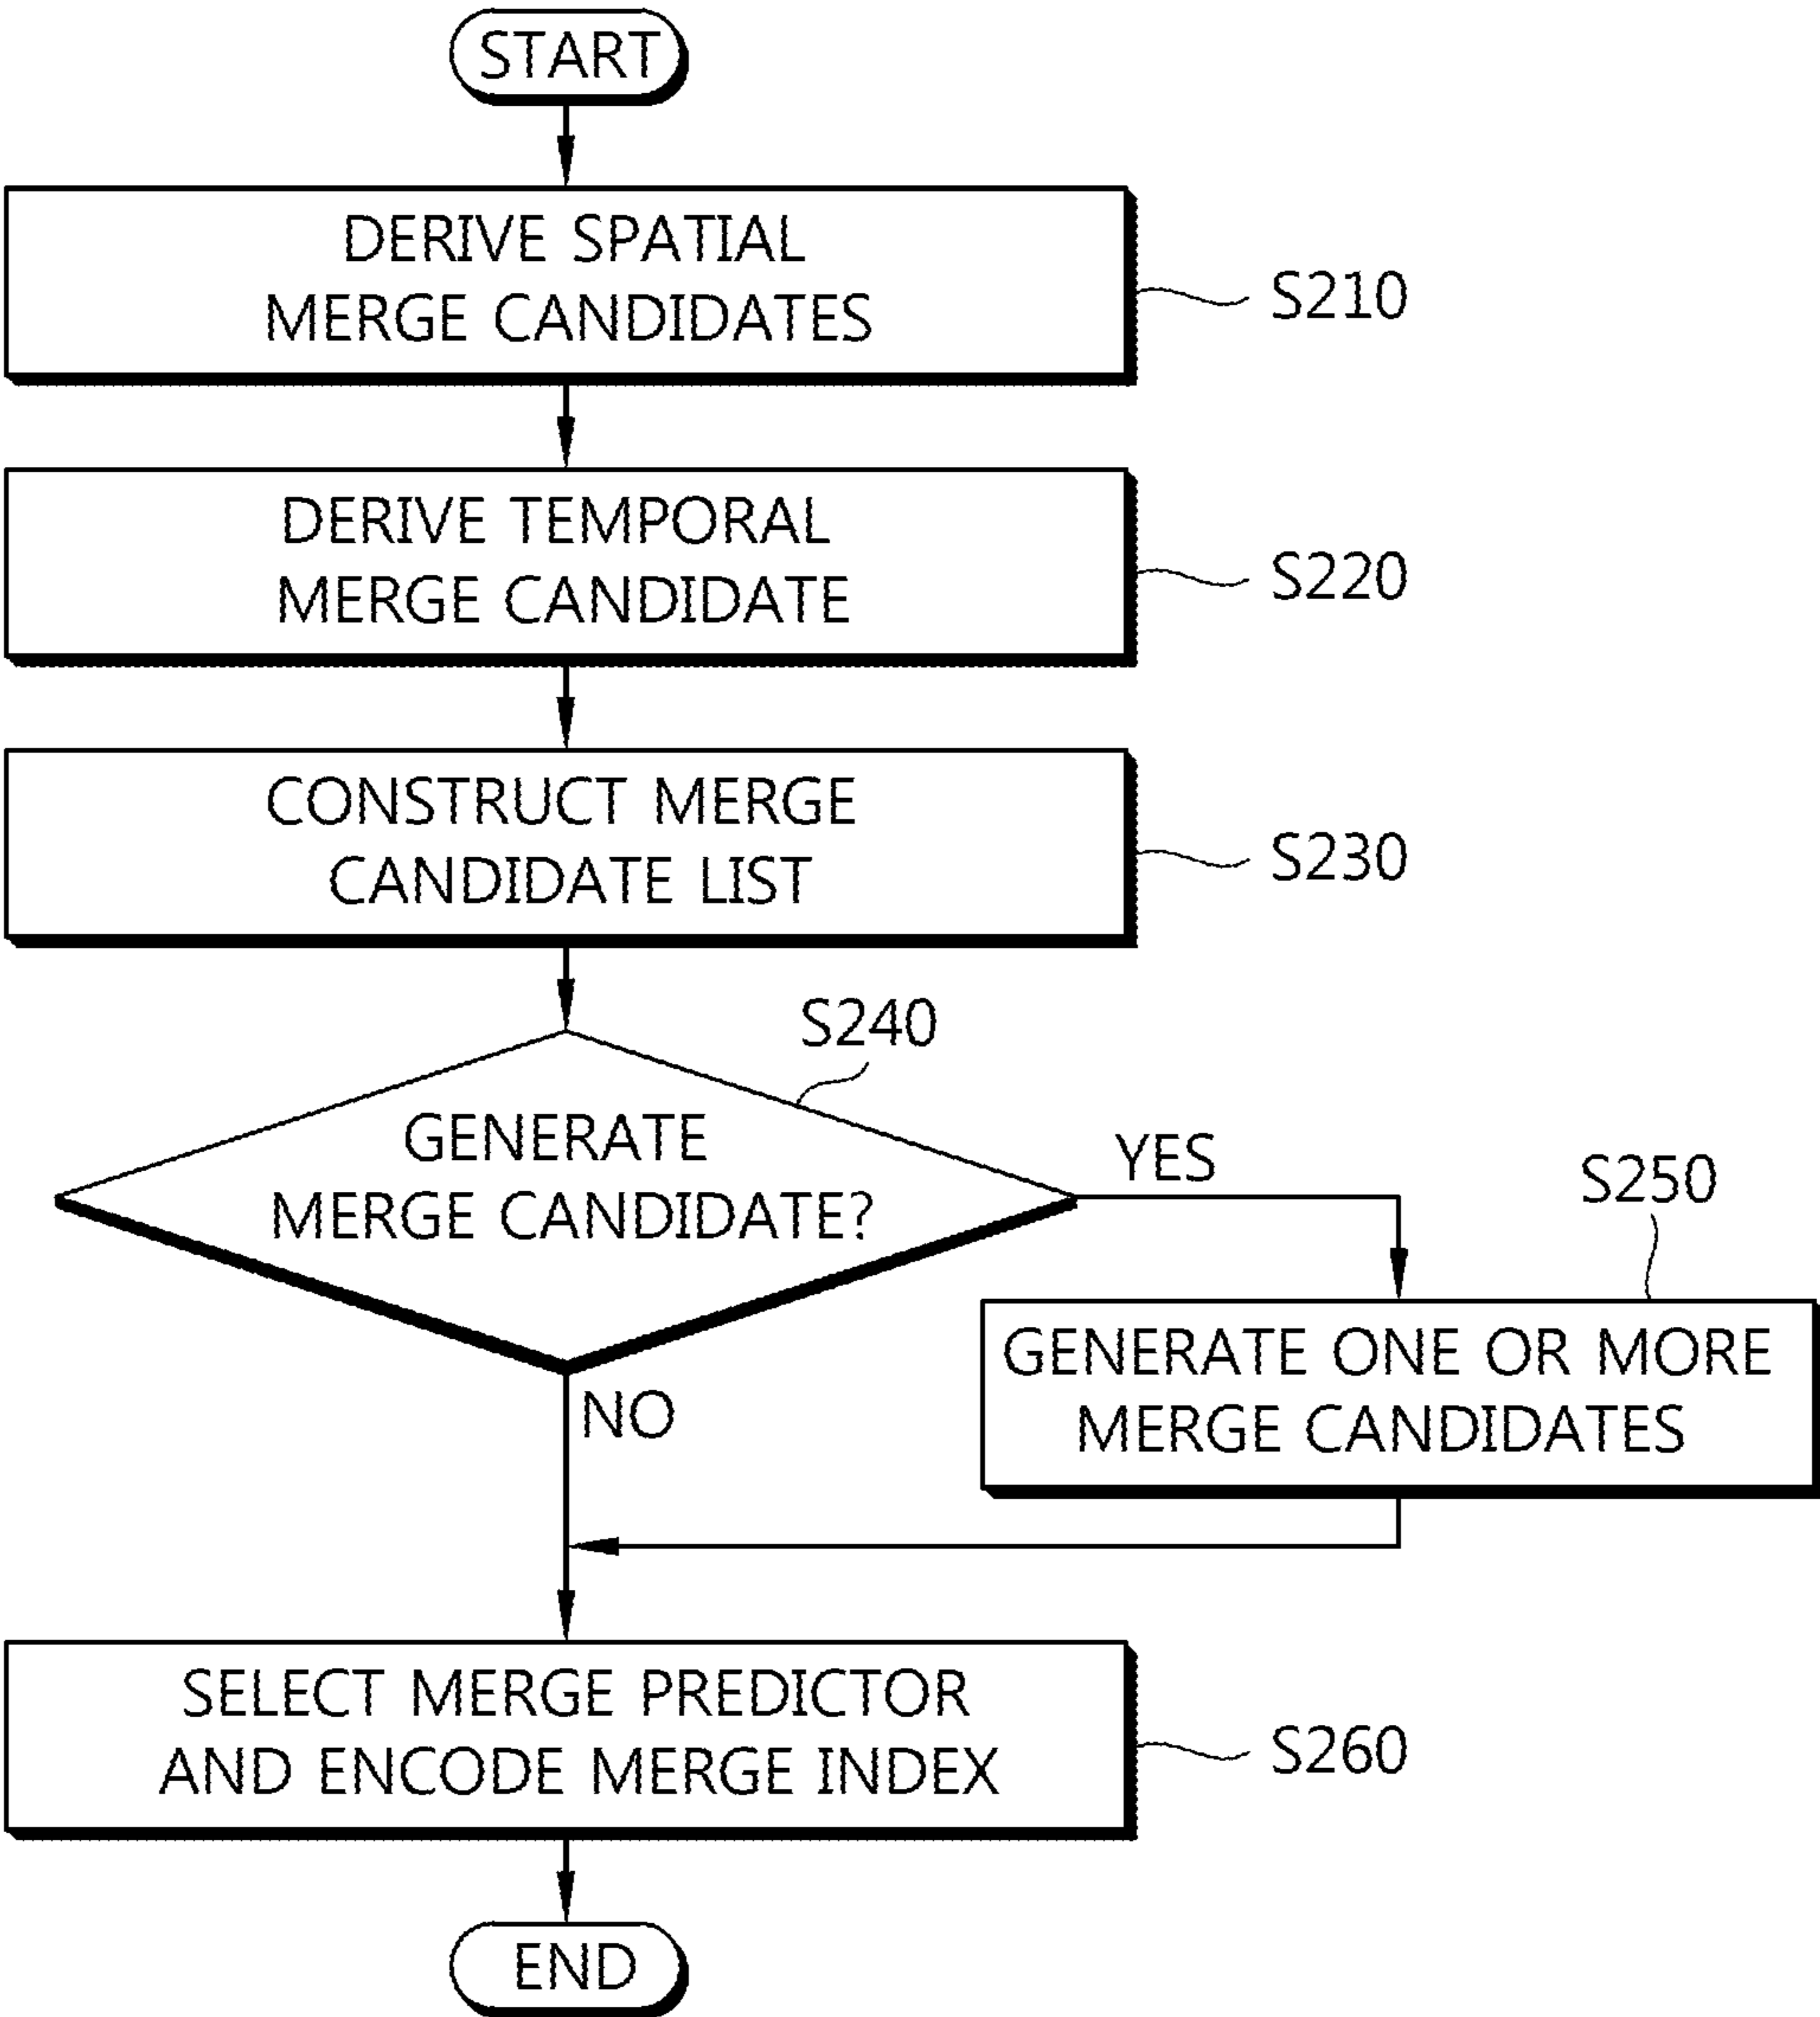 START
DERIVE SPATIAL
MERGE CANDIDATES
S210
DERIVE TEMPORAL
MERGE CANDIDATE
S220
CONSTRUCT MERGE
CANDIDATE LIST
S230
S240
GENERATE
MERGE CANDIDATE?
YES
S250
GENERATE ONE OR MORE
MERGE CANDIDATES
NO
SELECT MERGE PREDICTOR
AND ENCODE MERGE INDEX
S260
END